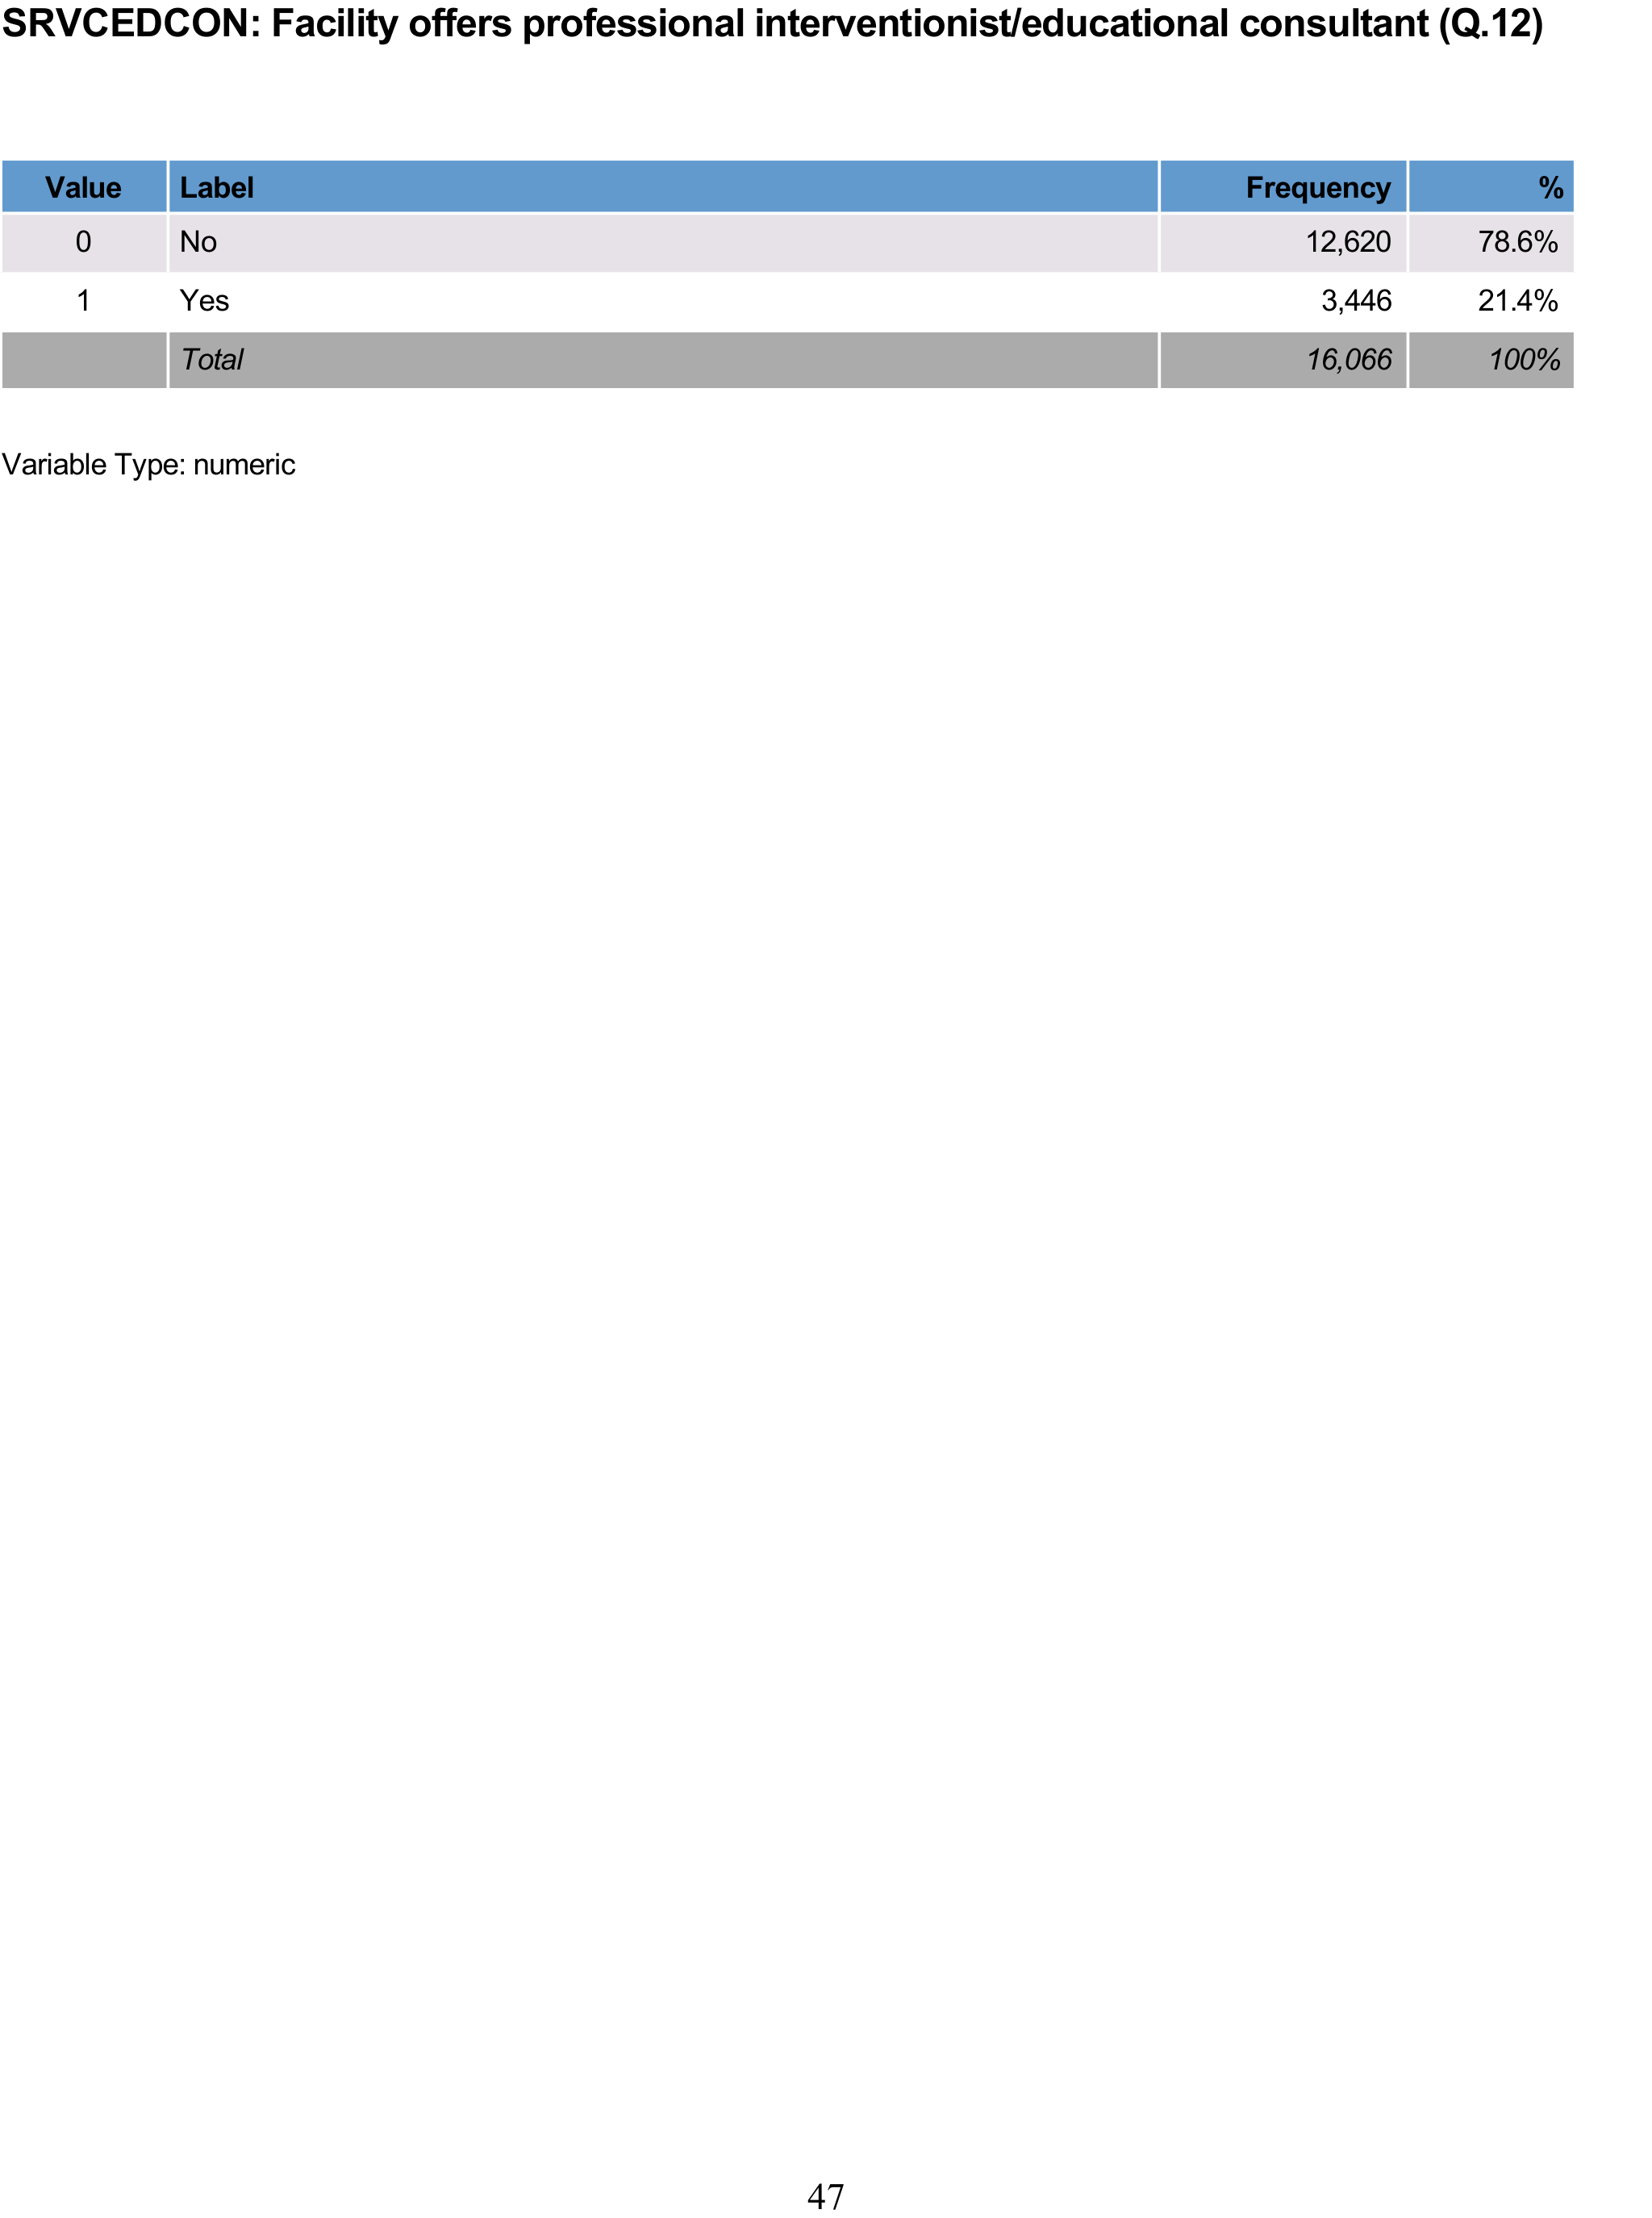 SRVCEDCON: Facility offers professional interventionist/educational consultant (Q.12)
Value Label Frequency %
0 No 12,620 78.6%
1 Yes 3,446 21.4%
Total 16,066 100%
Variable Type: numeric
47